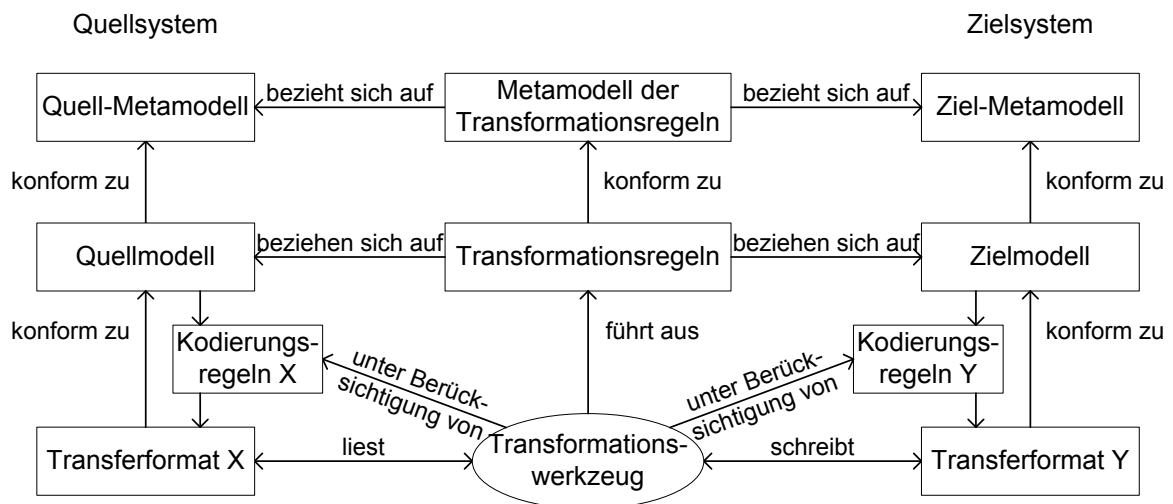 Quellsystem
Zielsystem
Quell-Metamodell
bezieht sich auf
Metamodell der
Transformationsregeln
bezieht sich auf
Ziel-Metamodell
konform zu
konform zu
konform zu
Quellmodell
beziehen sich auf
Transformationsregeln
beziehen sich auf
Zielmodell
konform zu
Kodierungs-
regeln X
unter Berück-
sichtigung von
führt aus
unter Berück-
sichtigung von
Kodierungs-
regeln Y
konform zu
Transferformat X
liest
Transformations-
werkzeug
schreibt
Transferformat Y